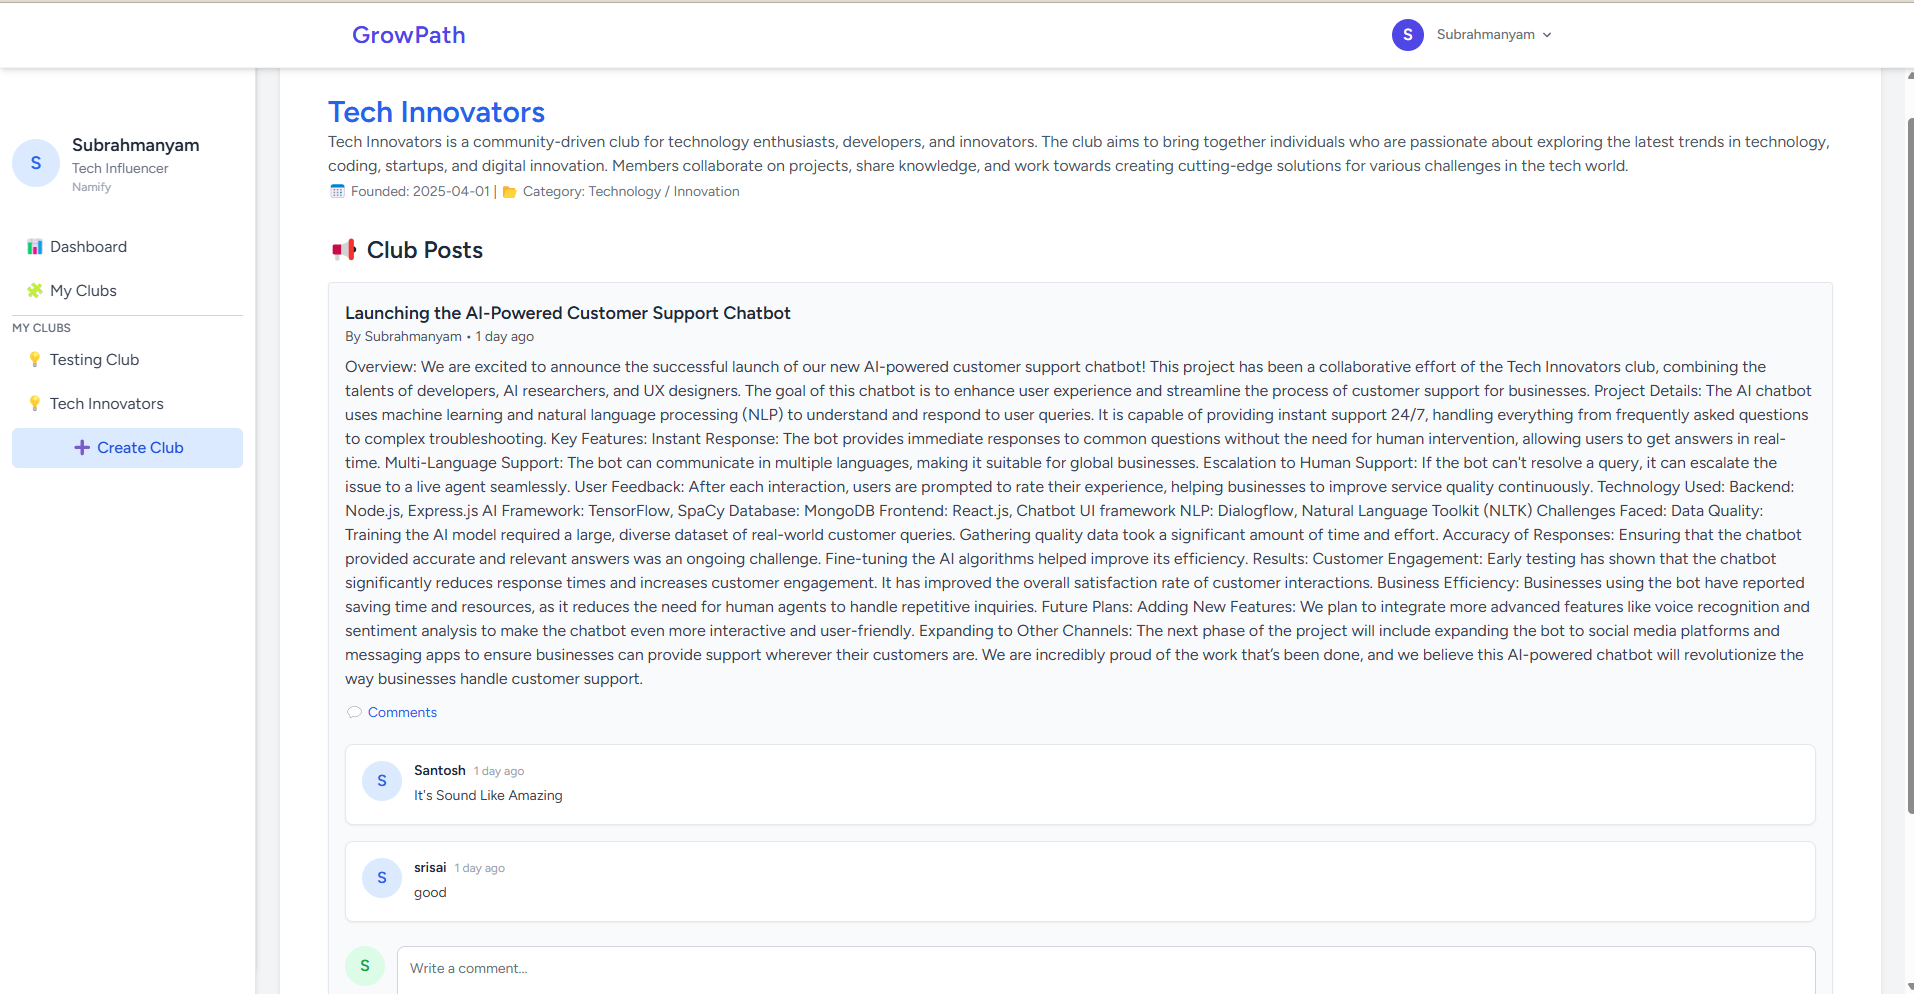 GrowPath
S
Subrahmanyam
S
Subrahmanyam
Tech Influencer
Namify
Dashboard
My Clubs
MY CLUBS
Testing Club
Tech Innovators
Create Club
Tech Innovators
Tech Innovators is a community-driven club for technology enthusiasts, developers, and innovators. The club aims to bring together individuals who are passionate about exploring the latest trends in technology,
coding, startups, and digital innovation. Members collaborate on projects, share knowledge, and work towards creating cutting-edge solutions for various challenges in the tech world.
Founded: 2025-04-01 | Category: Technology / Innovation
Club Posts
Launching the AI-Powered Customer Support Chatbot
By Subrahmanyam • 1 day ago
Overview: We are excited to announce the successful launch of our new AI-powered customer support chatbot! This project has been a collaborative effort of the Tech Innovators club, combining the
talents of developers, AI researchers, and UX designers. The goal of this chatbot is to enhance user experience and streamline the process of customer support for businesses. Project Details: The AI chatbot
uses machine learning and natural language processing (NLP) to understand and respond to user queries. It is capable of providing instant support 24/7, handling everything from frequently asked questions
to complex troubleshooting. Key Features: Instant Response: The bot provides immediate responses to common questions without the need for human intervention, allowing users to get answers in real-
time. Multi-Language Support: The bot can communicate in multiple languages, making it suitable for global businesses. Escalation to Human Support: If the bot can't resolve a query, it can escalate the
issue to a live agent seamlessly. User Feedback: After each interaction, users are prompted to rate their experience, helping businesses to improve service quality continuously. Technology Used: Backend:
Node.js, Express.js AI Framework: TensorFlow, SpaCy Database: MongoDB Frontend: React.js, Chatbot UI framework NLP: Dialogflow, Natural Language Toolkit (NLTK) Challenges Faced: Data Quality:
Training the AI model required a large, diverse dataset of real-world customer queries. Gathering quality data took a significant amount of time and effort. Accuracy of Responses: Ensuring that the chatbot
provided accurate and relevant answers was an ongoing challenge. Fine-tuning the AI algorithms helped improve its efficiency. Results: Customer Engagement: Early testing has shown that the chatbot
significantly reduces response times and increases customer engagement. It has improved the overall satisfaction rate of customer interactions. Business Efficiency: Businesses using the bot have reported
saving time and resources, as it reduces the need for human agents to handle repetitive inquiries. Future Plans: Adding New Features: We plan to integrate more advanced features like voice recognition and
sentiment analysis to make the chatbot even more interactive and user-friendly. Expanding to Other Channels: The next phase of the project will include expanding the bot to social media platforms and
messaging apps to ensure businesses can provide support wherever their customers are. We are incredibly proud of the work that's been done, and we believe this AI-powered chatbot will revolutionize the
way businesses handle customer support.
Comments
S
Santosh 1 day ago
It's Sound Like Amazing
S
srisai 1 day ago
good
S
Write a comment...